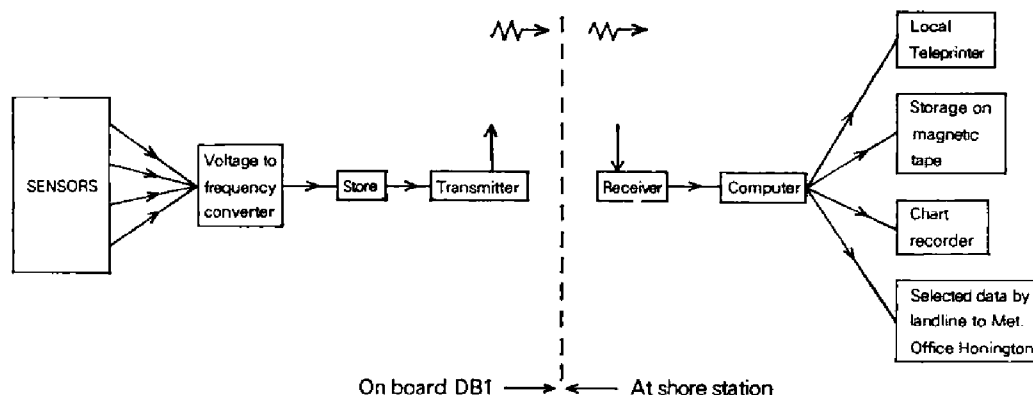 SENSORS
Voltage to
frequency
converter
Store
Transmitter
Receiver
Computer
Local
Teleprinter
Storage on
magnetic
tape
Chart
recorder
Selected data by
landline to Met.
Office Honington
On board DB1
At shore station